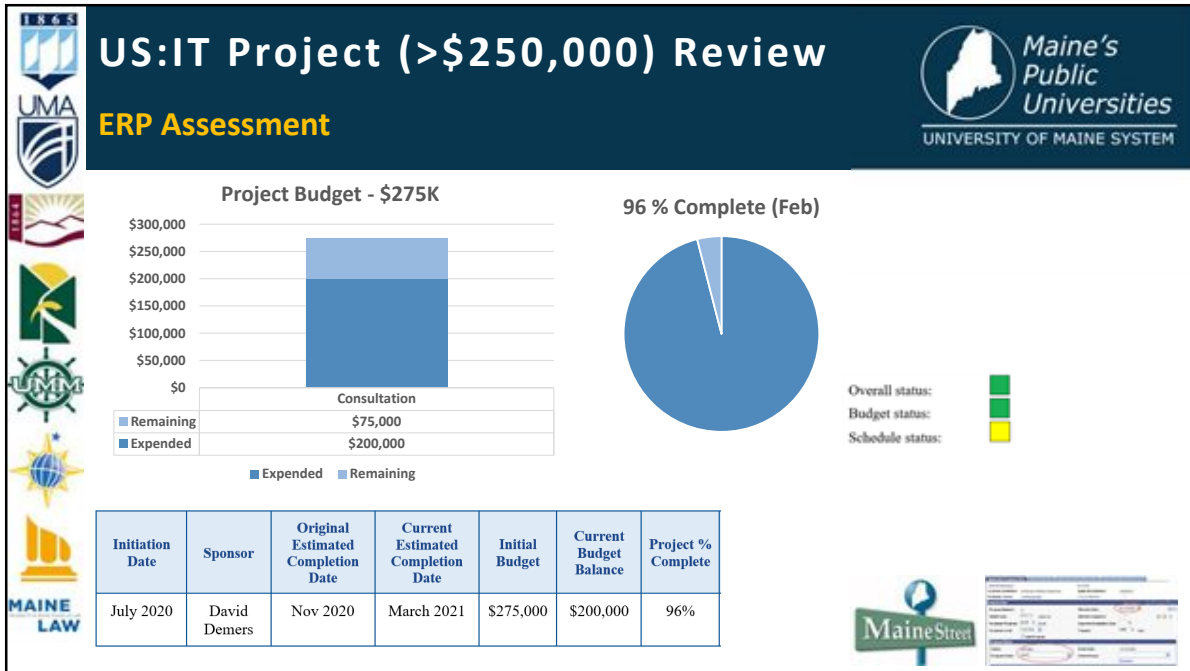 1865
US:IT Project (>$250,000) Review
ERP Assessment
Maine's
Public
Universities
UNIVERSITY OF MAINE SYSTEM
UMA
1864
UMM
MAINE
LAW
Project Budget - $275K
$300,000
$250,000
$200,000
$150,000
$100,000
$50,000
$0
Consultation
Remaining $75,000
Expended $200,000
Expended Remaining
96 % Complete (Feb)
Overall status:
Budget status:
Schedule status:
Initiation Date
Sponsor
Original Estimated Completion Date
Current Estimated Completion Date
Initial Budget
Current Budget Balance
Project % Complete
July 2020
David Demers
Nov 2020
March 2021
$275,000
$200,000
96%
MaineStreet